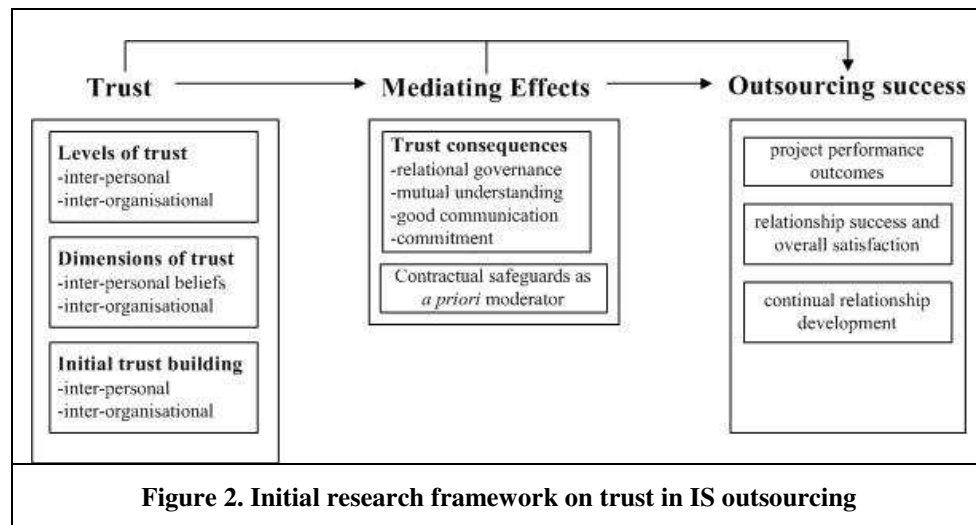 Trust
Mediating Effects
Outsourcing success
Levels of trust
-inter-personal
-inter-organisational
Dimensions of trust
-inter-personal beliefs
-inter-organisational
Initial trust building
-inter-personal
-inter-organisational
Trust consequences
-relational governance
-mutual understanding
-good communication
-commitment
Contractual safeguards as
a priori moderator
project performance
outcomes
relationship success and
overall satisfaction
continual relationship
development
Figure 2. Initial research framework on trust in IS outsourcing